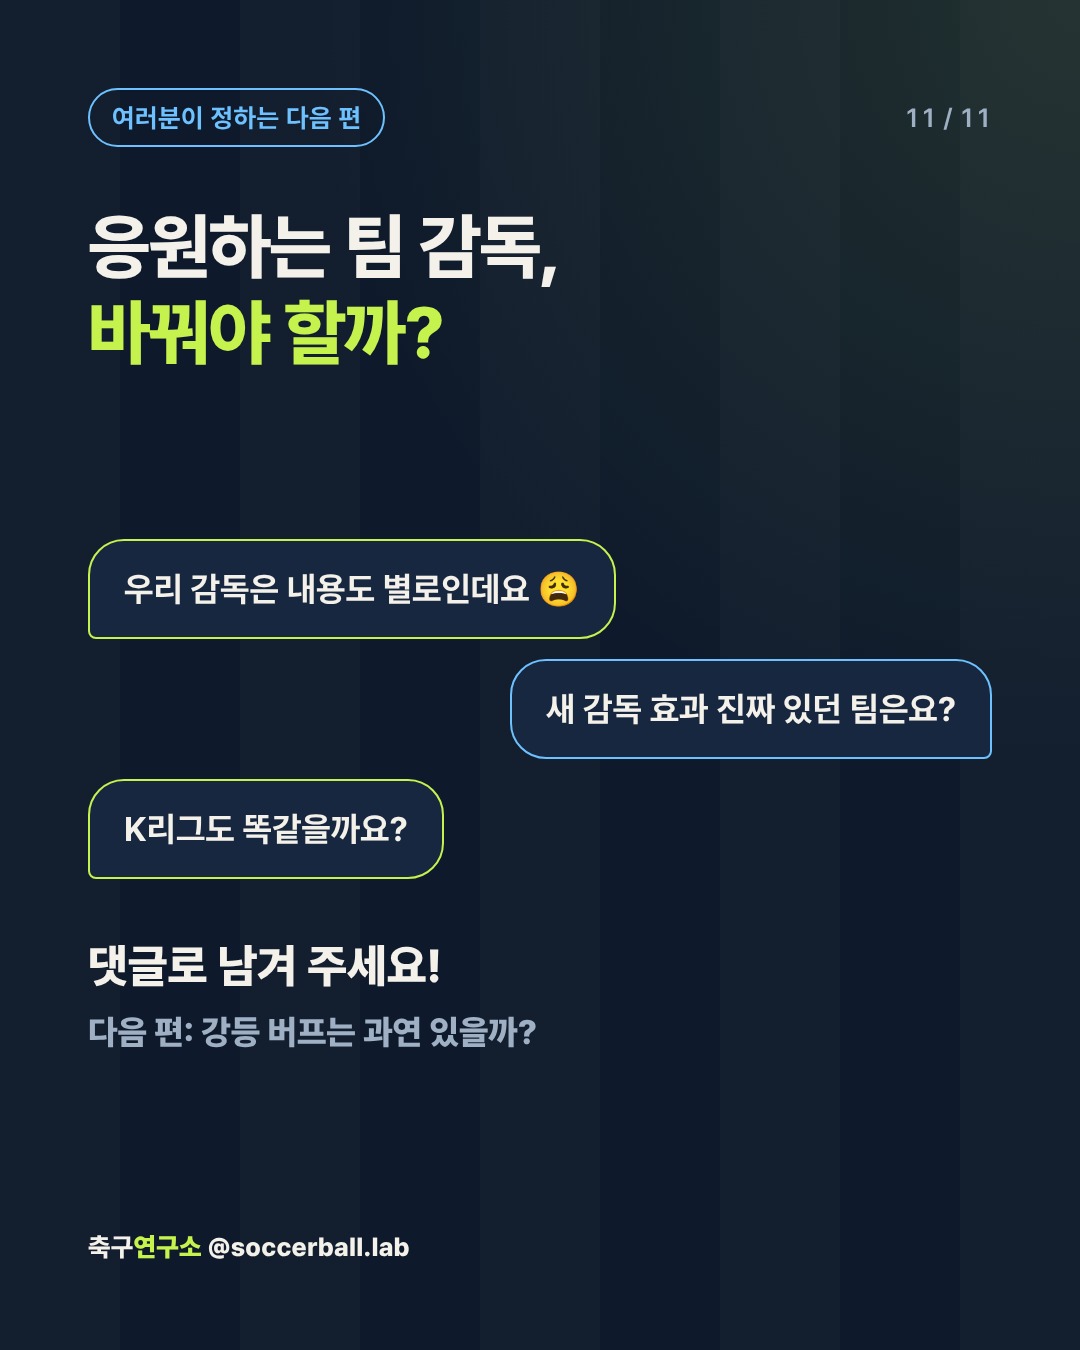 여러분이 정하는 다음 편
11 / 11
응원하는 팀 감독,
바꿔야 할까?
우리 감독은 내용도 별로인데요 😩
새 감독 효과 진짜 있던 팀은요?
K리그도 똑같을까요?
댓글로 남겨 주세요!
다음 편: 강등 버프는 과연 있을까?
축구연구소 @soccerball.lab